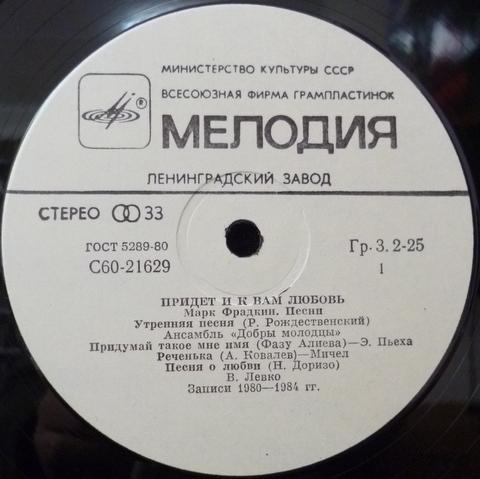 МИНИСТЕРСТВО КУЛЬТУРЫ СССР
ВСЕСОЮЗНАЯ ФИРМА ГРАМПЛАСТИНОК
®
МЕЛОДИЯ
ЛЕНИНГРАДСКИЙ ЗАВОД
СТЕРЕО 33
ГОСТ 5289-80
Гр. 3. 2-25
С60-21629
1
ПРИДЕТ И К ВАМ ЛЮБОВЬ
Марк Фрадкин. Песни
Утренняя песня (Р. Рождественский)
Ансамбль «Добры молодцы»
Придумай такое мне имя (Фазу Алиева)—Э. Пьеха
Реченька (А. Ковалев)—Мичел
Песня о любви (Н. Доризо)
В. Левко
Записи 1980—1984 гг.